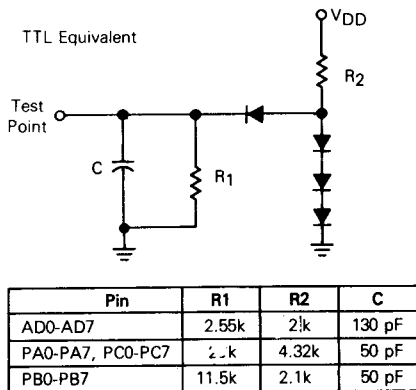 TTL Equivalent
VDD
R2
Test
Point
C
R1
Pin R1 R2 C
AD0-AD7 2.55k 130 pF
PA0-PA7, PC0-PC7 4.32k 50 pF
PB0-PB7 11.5k 2.1k 50 pF